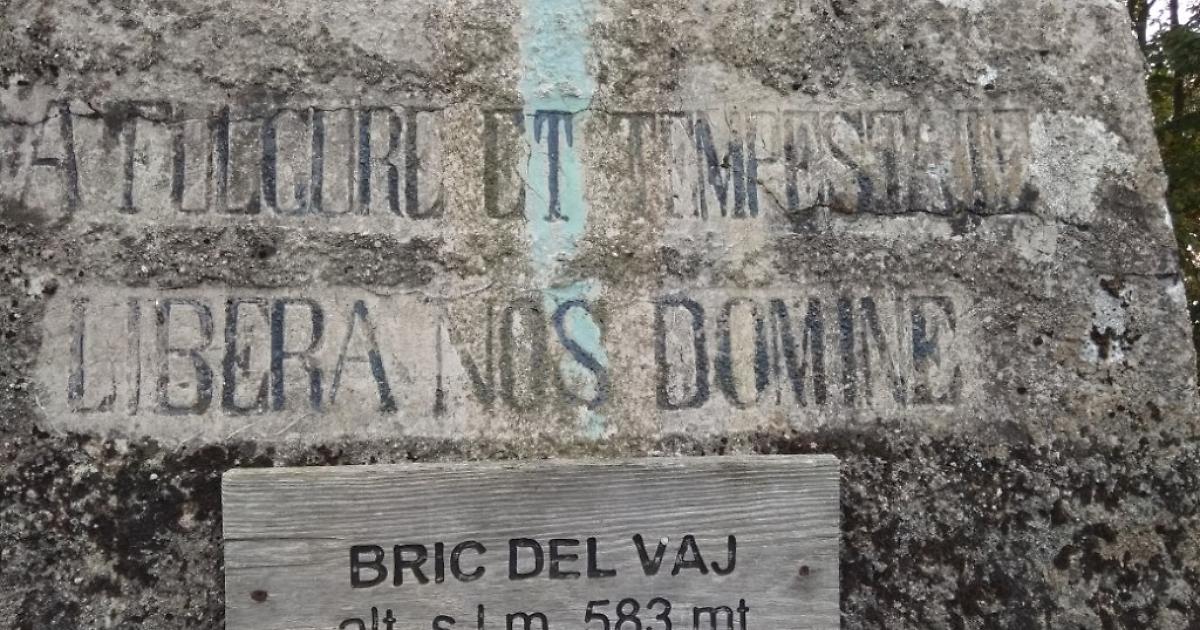 A FULGURE ET TEMPESTATE
LIBERA NOS DOMINE
BRIC DEL VAJ
alt. s.l.m. 583 mt